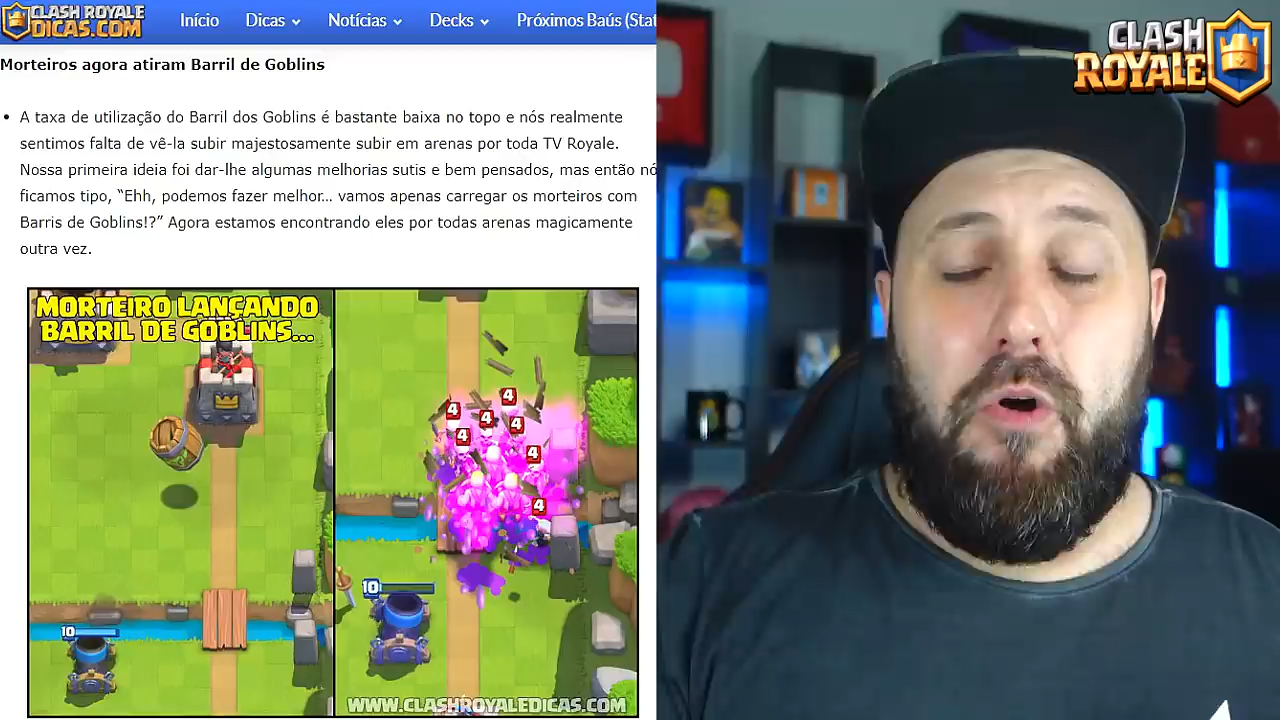 CLASH ROYALE
DICAS.COM
Início
Dicas
Notícias
Decks
Próximos Baús (Stat
Morteiros agora atiram Barril de Goblins
A taxa de utilização do Barril dos Goblins é bastante baixa no topo e nós realmente
sentimos falta de vê-la subir majestosamente subir em arenas por toda TV Royale.
Nossa primeira ideia foi dar-lhe algumas melhorias sutis e bem pensados, mas então nó
ficamos tipo, “Ehh, podemos fazer melhor… vamos apenas carregar os morteiros com
Barris de Goblins!?” Agora estamos encontrando eles por todas arenas magicamente
outra vez.
MORTEIRO LANÇANDO
BARRIL DE GOBLINS...
4
4
4
4
4
4
4
10
10
WWW.CLASHROYALEDICAS.COM
CLASH
ROYALE